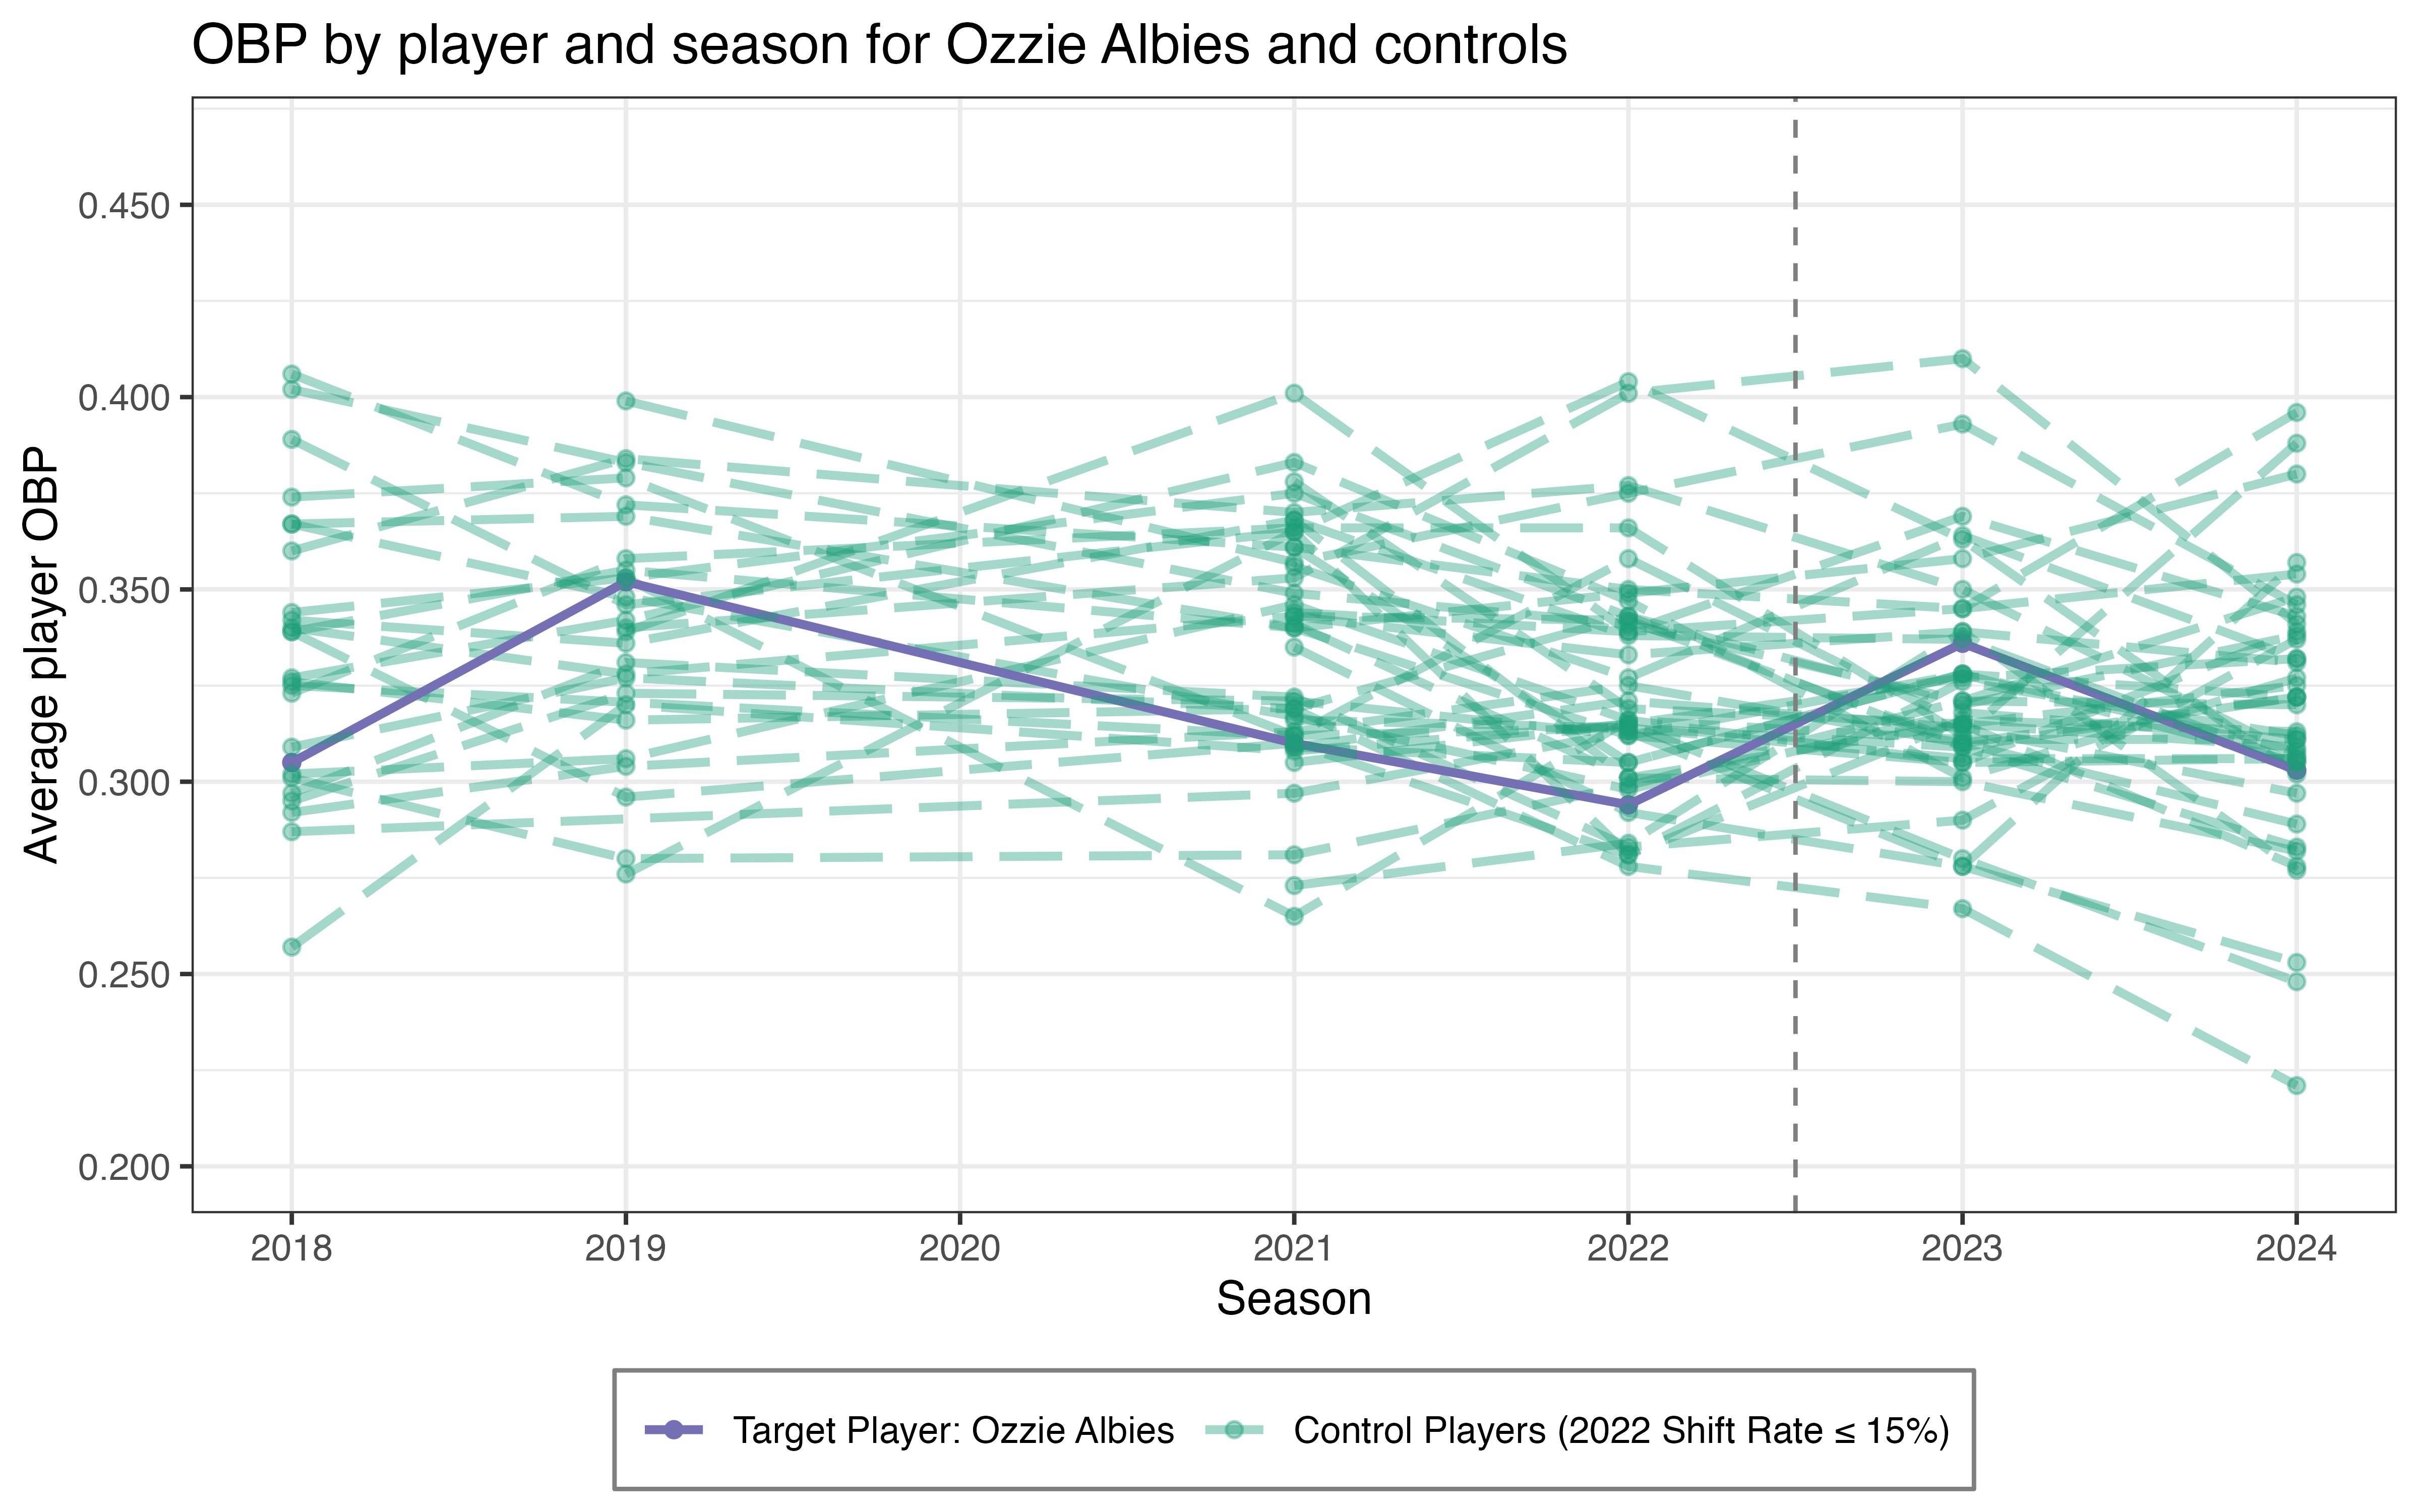 OBP by player and season for Ozzie Albies and controls
Average player OBP
0.450
0.400
0.350
0.300
0.250
0.200
2018 2019 2020 2021 2022 2023 2024
Season
Target Player: Ozzie Albies Control Players (2022 Shift Rate ≤ 15%)